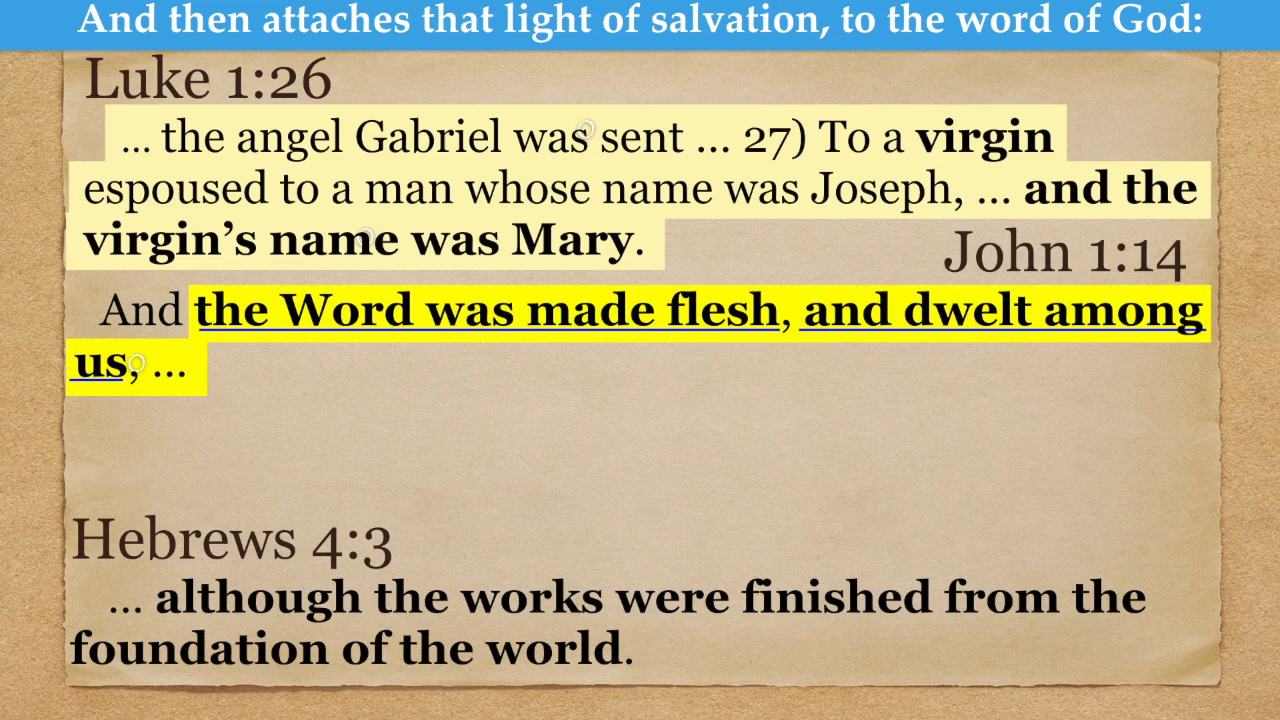 And then attaches that light of salvation, to the word of God:
Luke 1:26
... the angel Gabriel was sent ... 27) To a virgin
espoused to a man whose name was Joseph, ... and the
virgin’s name was Mary.
John 1:14
And the Word was made flesh, and dwelt among
us, ...
Hebrews 4:3
... although the works were finished from the
foundation of the world.